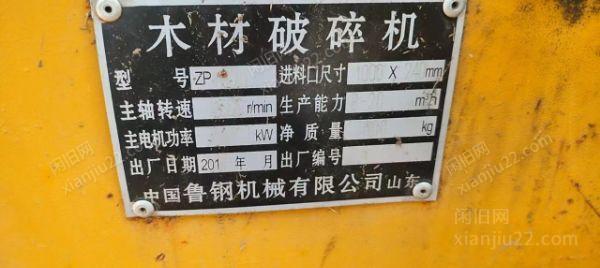 木材破碎机
型 号 ZP 进料口尺寸 X mm
主轴转速 r/min 生产能力 m³/h
主电机功率 kW 净质量 kg
出厂日期 201 年 月 出厂编号
中国鲁钢机械有限公司 山东
闲旧网
xianjiu22.com
闲旧网
xianjiu22.com